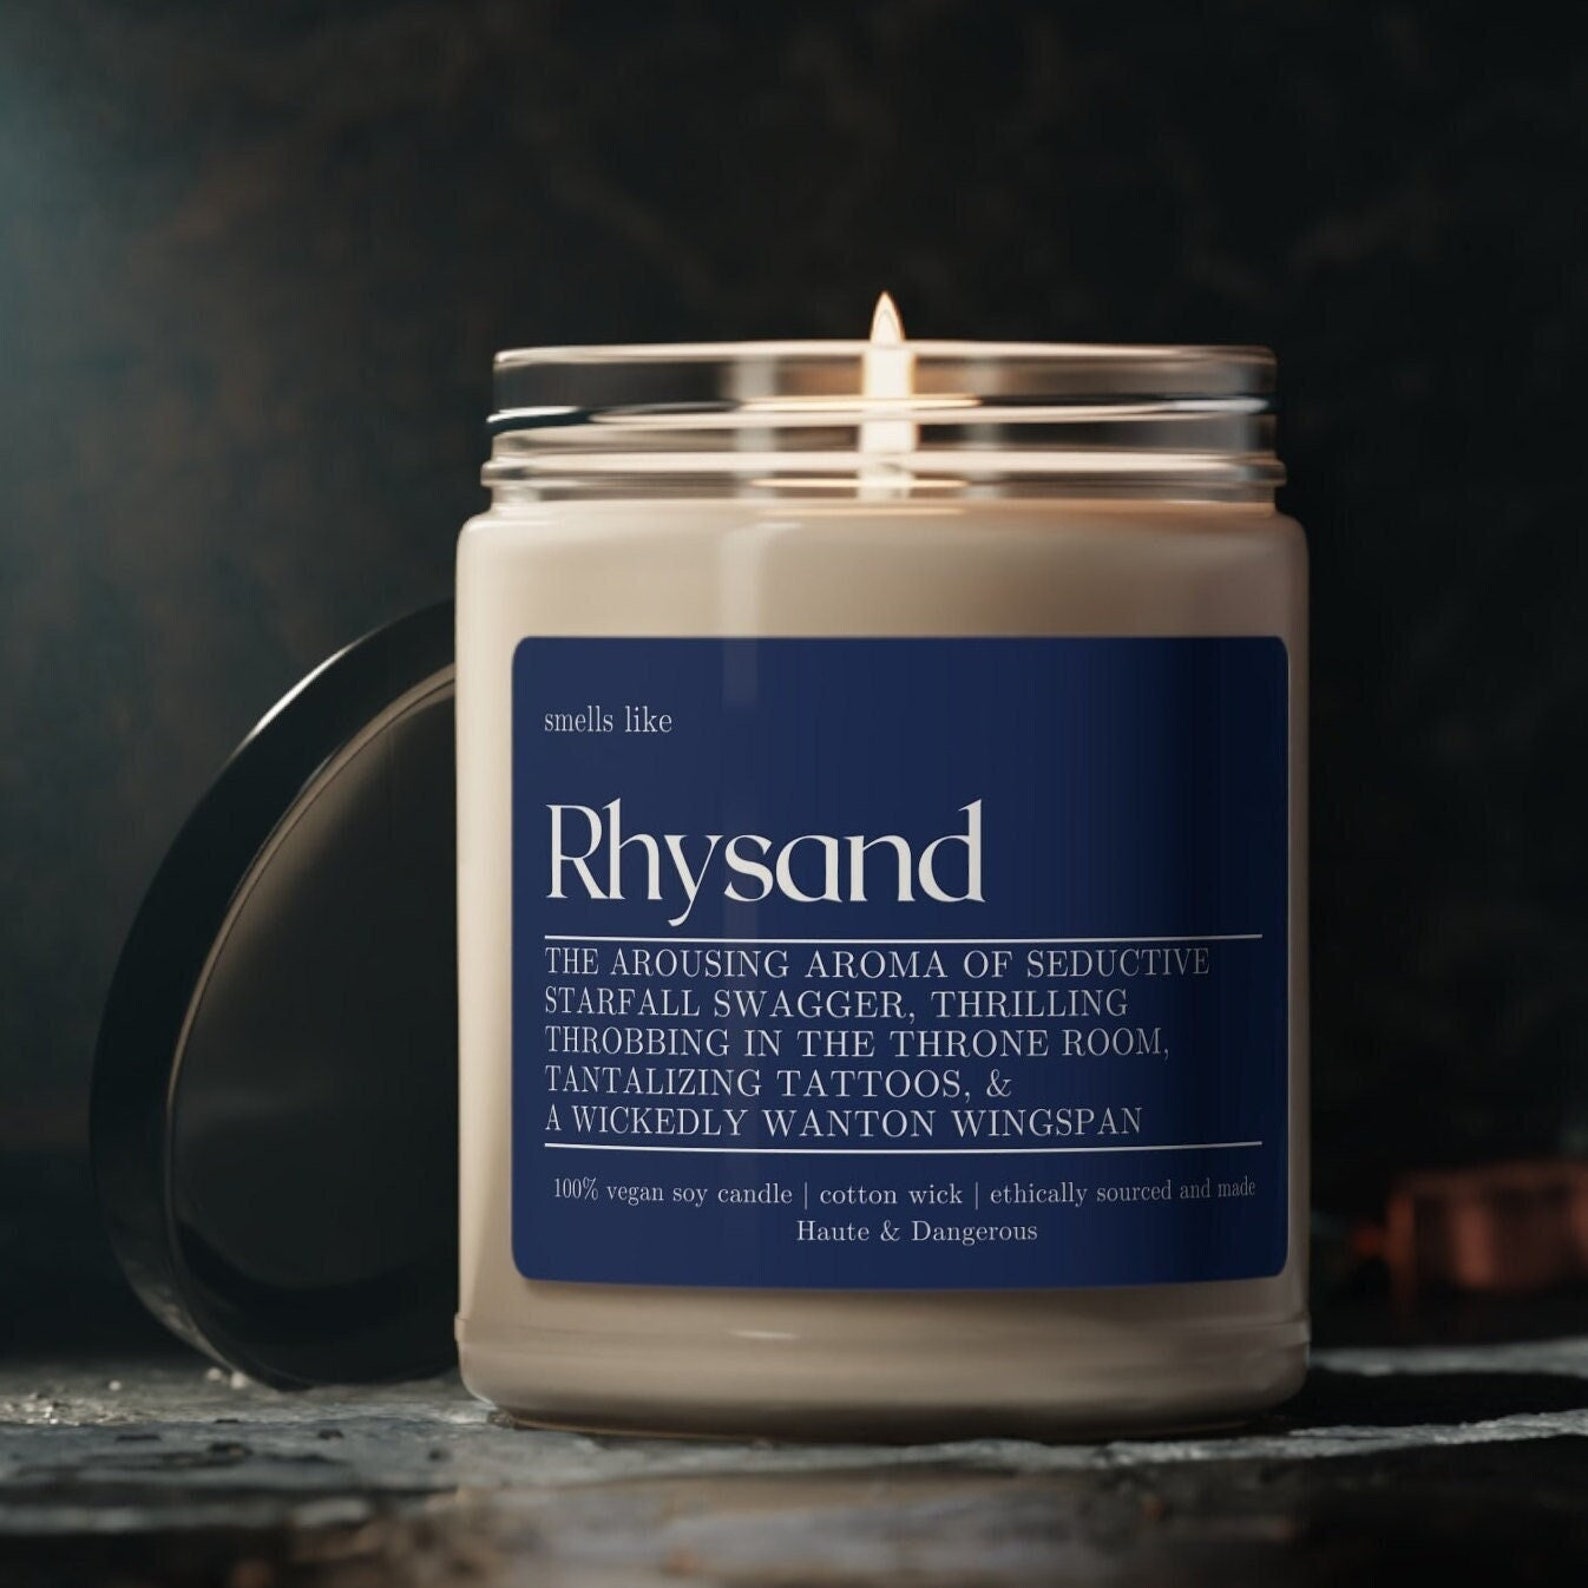 smells like
Rhysand
THE AROUSING AROMA OF SEDUCTIVE
STARFALL SWAGGER, THRILLING
THROBBING IN THE THRONE ROOM,
TANTALIZING TATTOOS, &
A WICKEDLY WANTON WINGSPAN
100% vegan soy candle | cotton wick | ethically sourced and made
Haute & Dangerous